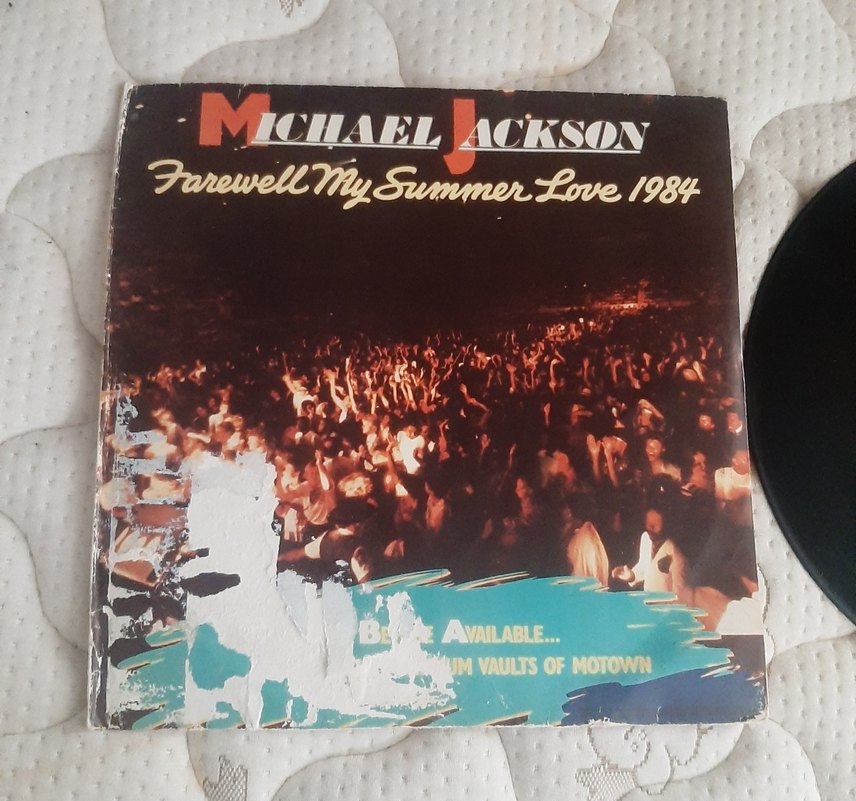 MICHAEL JACKSON
Farewell My Summer Love 1984
AVAILABLE...
VAULTS OF MOTOWN